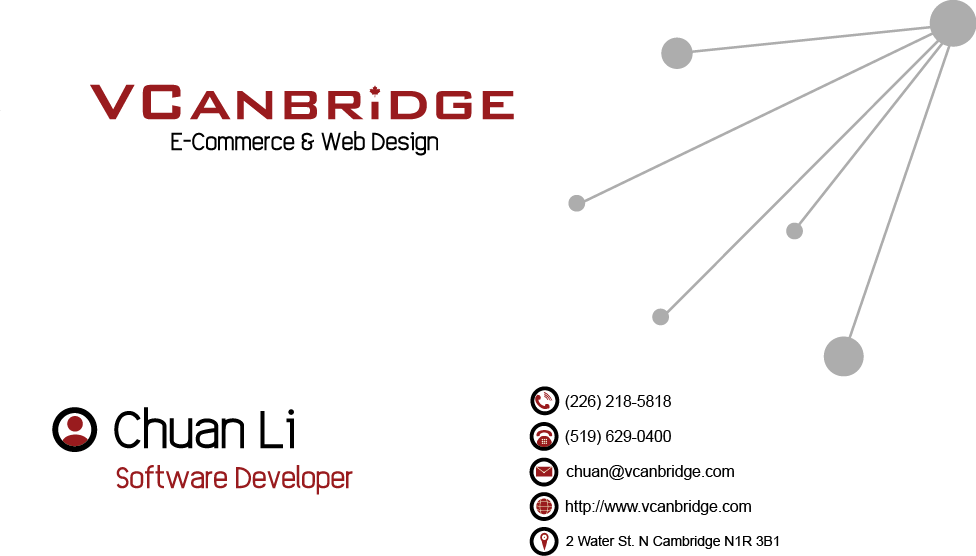 VCANBRIDGE
E-Commerce & Web Design
Chuan Li
Software Developer
(226) 218-5818
(519) 629-0400
chuan@vcanbridge.com
http://www.vcanbridge.com
2 Water St. N Cambridge N1R 3B1